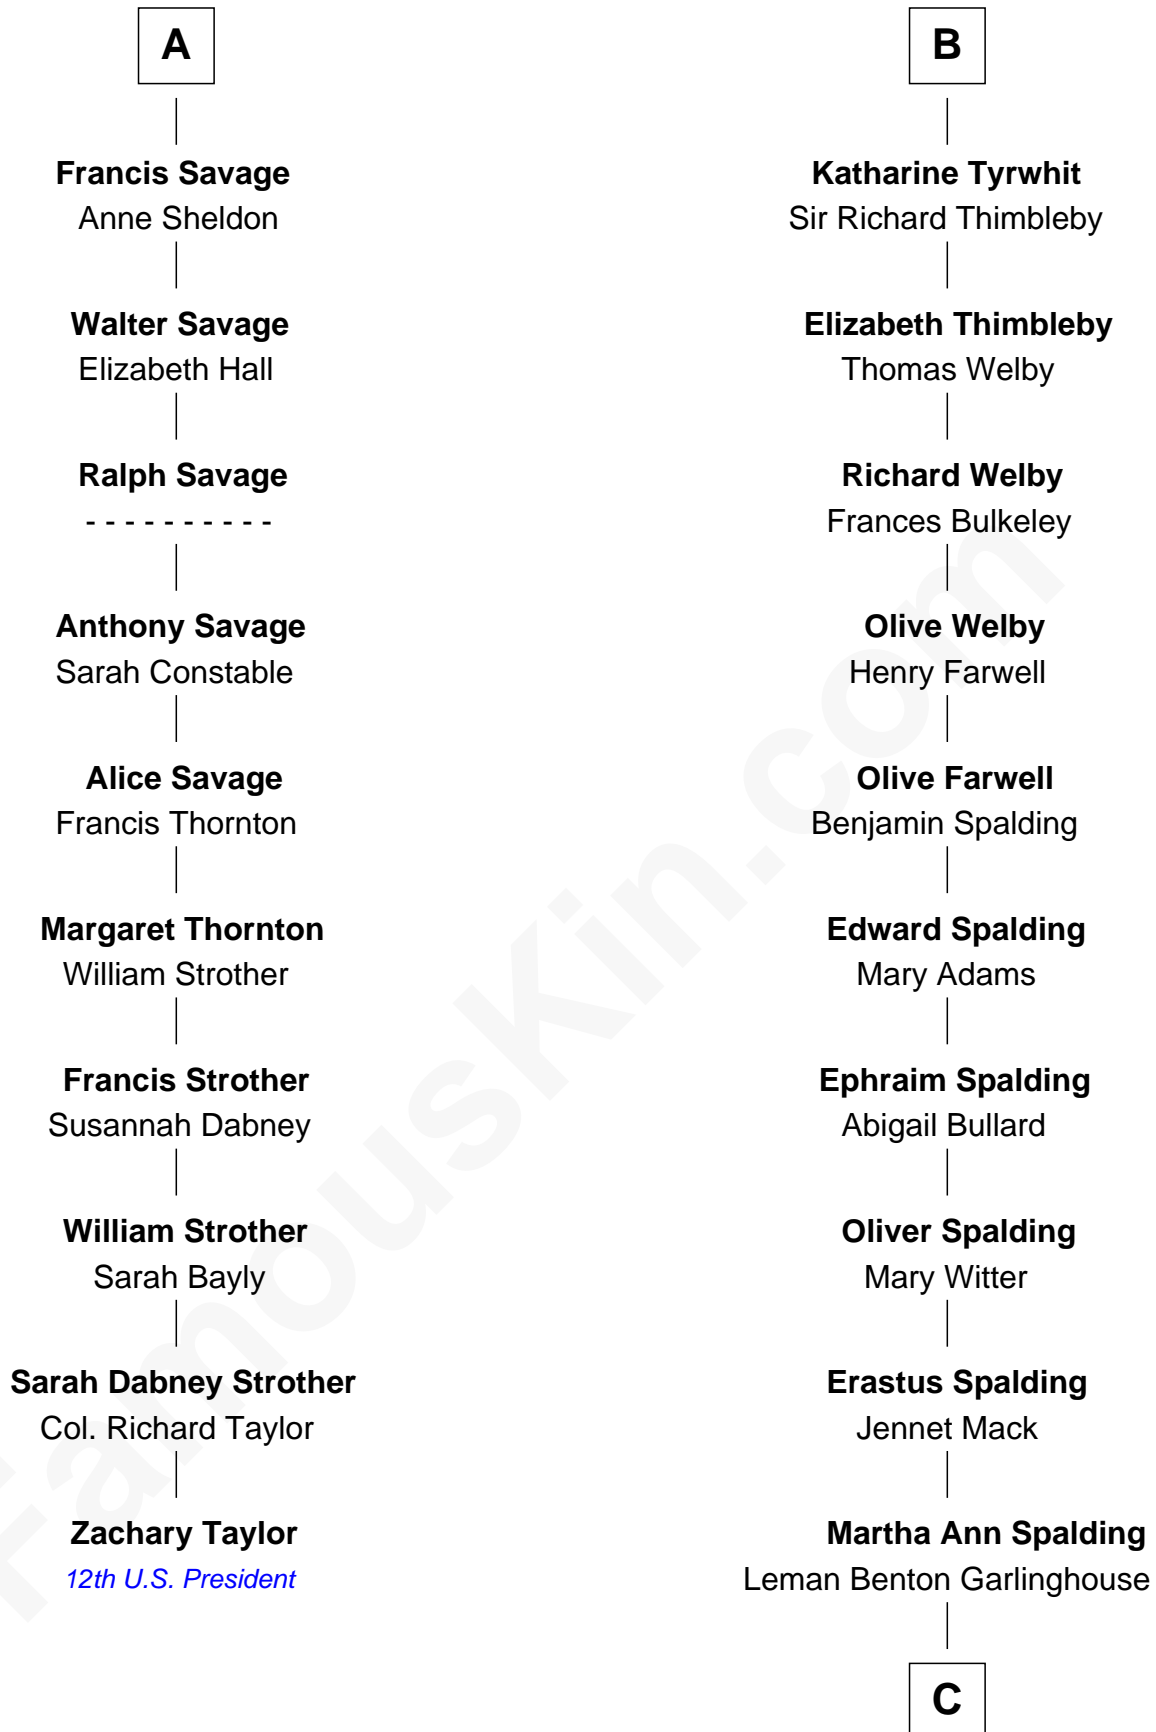 A
Francis Savage
Anne Sheldon
Walter Savage
Elizabeth Hall
Ralph Savage
- - - - - - - - - -
Anthony Savage
Sarah Constable
Alice Savage
Francis Thornton
Margaret Thornton
William Strother
Francis Strother
Susannah Dabney
William Strother
Sarah Bayly
Sarah Dabney Strother
Col. Richard Taylor
Zachary Taylor
12th U.S. President
B
Katharine Tyrwhit
Sir Richard Thimbleby
Elizabeth Thimbleby
Thomas Welby
Richard Welby
Frances Bulkeley
Olive Welby
Henry Farwell
Olive Farwell
Benjamin Spalding
Edward Spalding
Mary Adams
Ephraim Spalding
Abigail Bullard
Oliver Spalding
Mary Witter
Erastus Spalding
Jennet Mack
Martha Ann Spalding
Leman Benton Garlinghouse
C
FamousKin.com